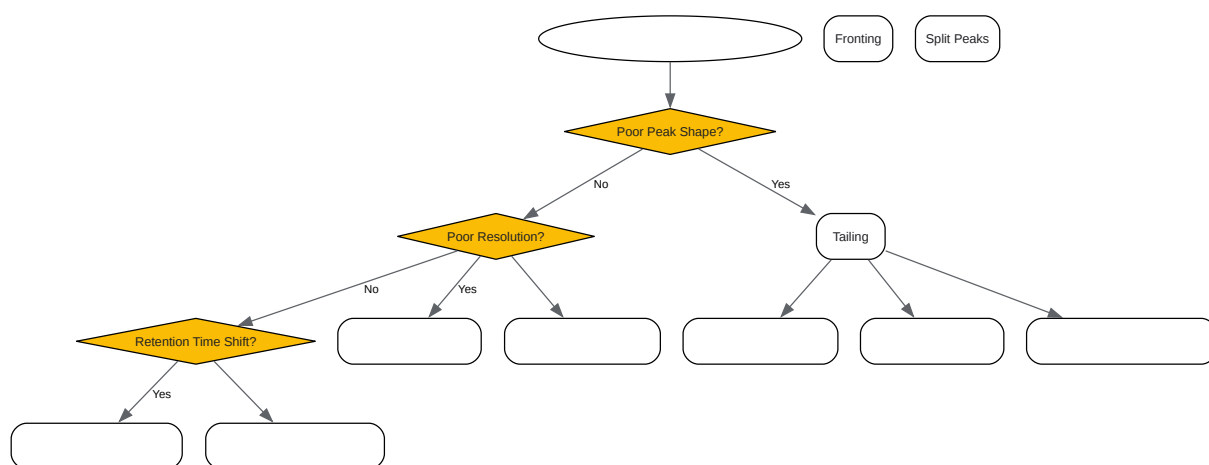 Fronting
Split Peaks
Poor Peak Shape?
No
Yes
Poor Resolution?
Tailing
No
Yes
Retention Time Shift?
Yes